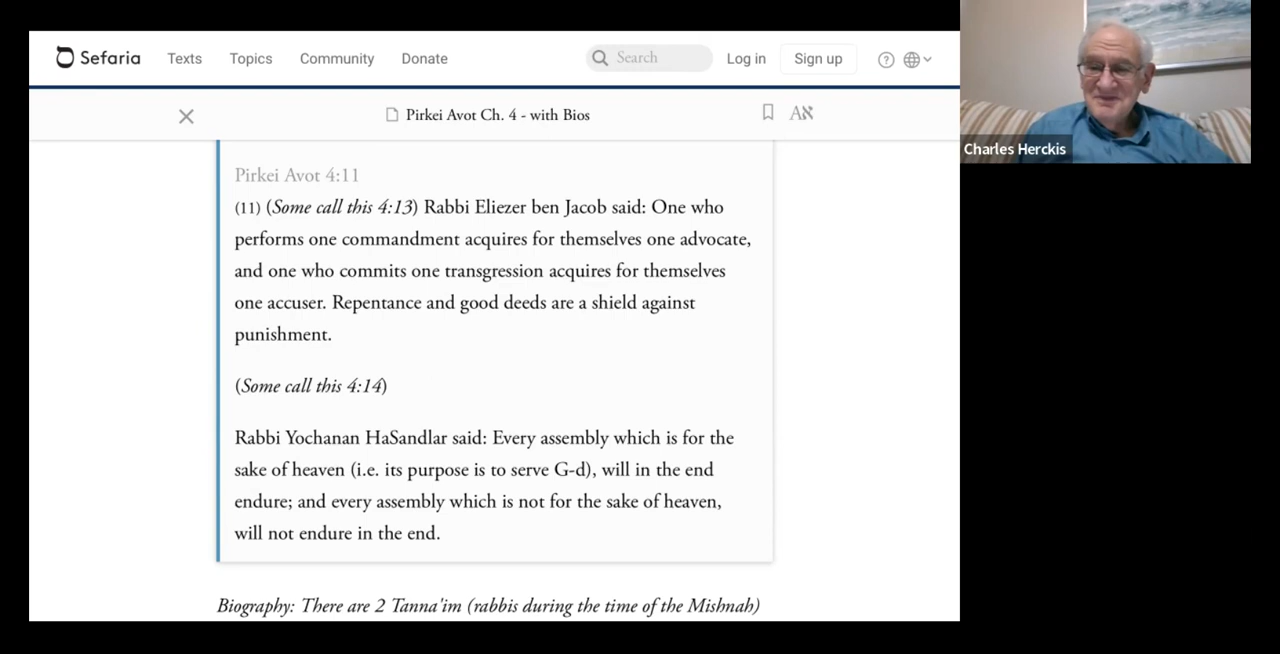 Sefaria Texts Topics Community Donate Search Log in Sign up
Pirkei Avot Ch. 4 - with Bios
Pirkei Avot 4:11
(11) (Some call this 4:13) Rabbi Eliezer ben Jacob said: One who
performs one commandment acquires for themselves one advocate,
and one who commits one transgression acquires for themselves
one accuser. Repentance and good deeds are a shield against
punishment.
(Some call this 4:14)
Rabbi Yochanan HaSandlar said: Every assembly which is for the
sake of heaven (i.e. its purpose is to serve G-d), will in the end
endure; and every assembly which is not for the sake of heaven,
will not endure in the end.
Biography: There are 2 Tanna'im (rabbis during the time of the Mishnah)
Charles Herckis